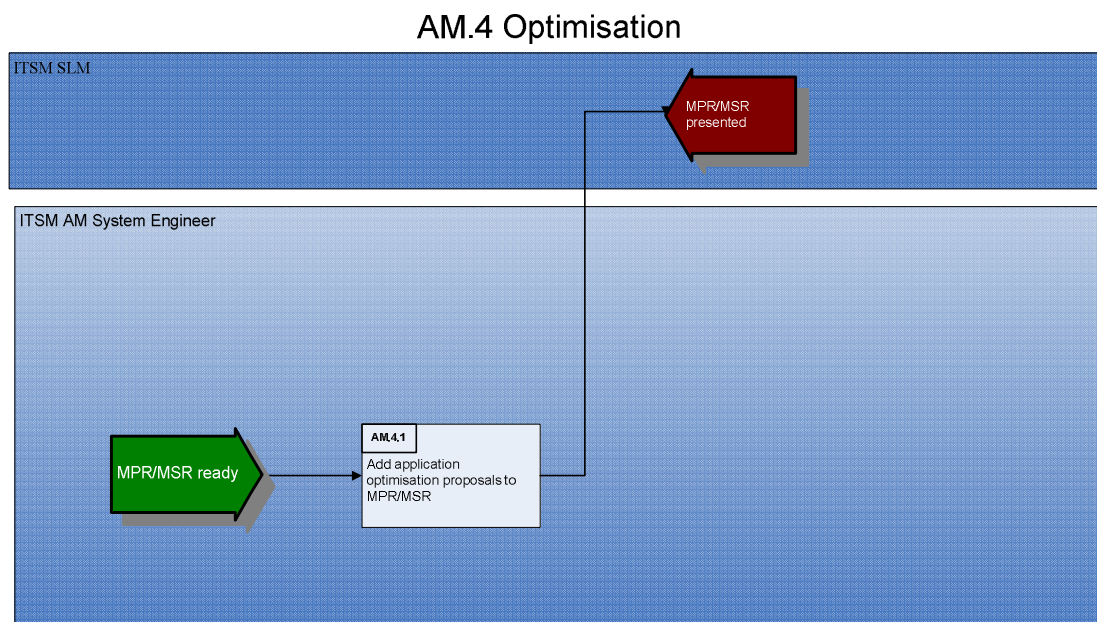 AM.4 Optimisation
ITSM SLM
MPR/MSR
presented
ITSM AM System Engineer
MPR/MSR ready
AM.4.1
Add application
optimisation proposals to
MPR/MSR